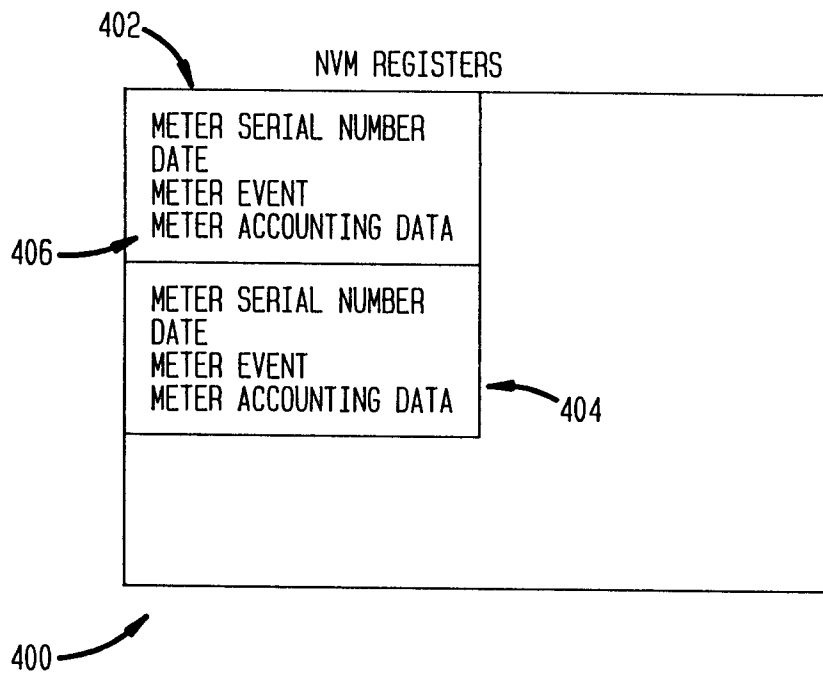 402
NVM REGISTERS
METER SERIAL NUMBER
DATE
METER EVENT
METER ACCOUNTING DATA
406
METER SERIAL NUMBER
DATE
METER EVENT
METER ACCOUNTING DATA
404
400